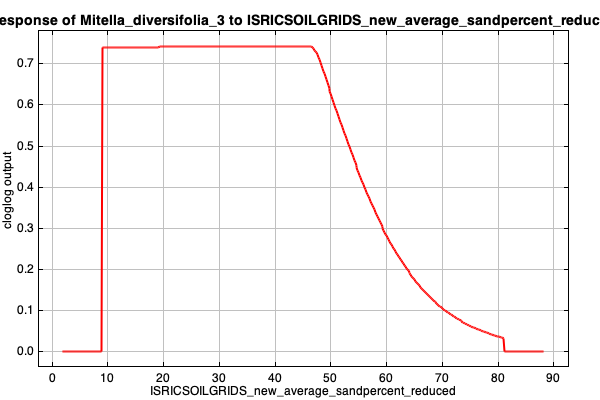 esponse of Mitella_diversifolia_3 to ISRICSOILGRIDS_new_average_sandpercent_reduc
cloglog output
0.7
0.6
0.5
0.4
0.3
0.2
0.1
0.0
0 10 20 30 40 50 60 70 80 90
ISRICSOILGRIDS_new_average_sandpercent_reduced